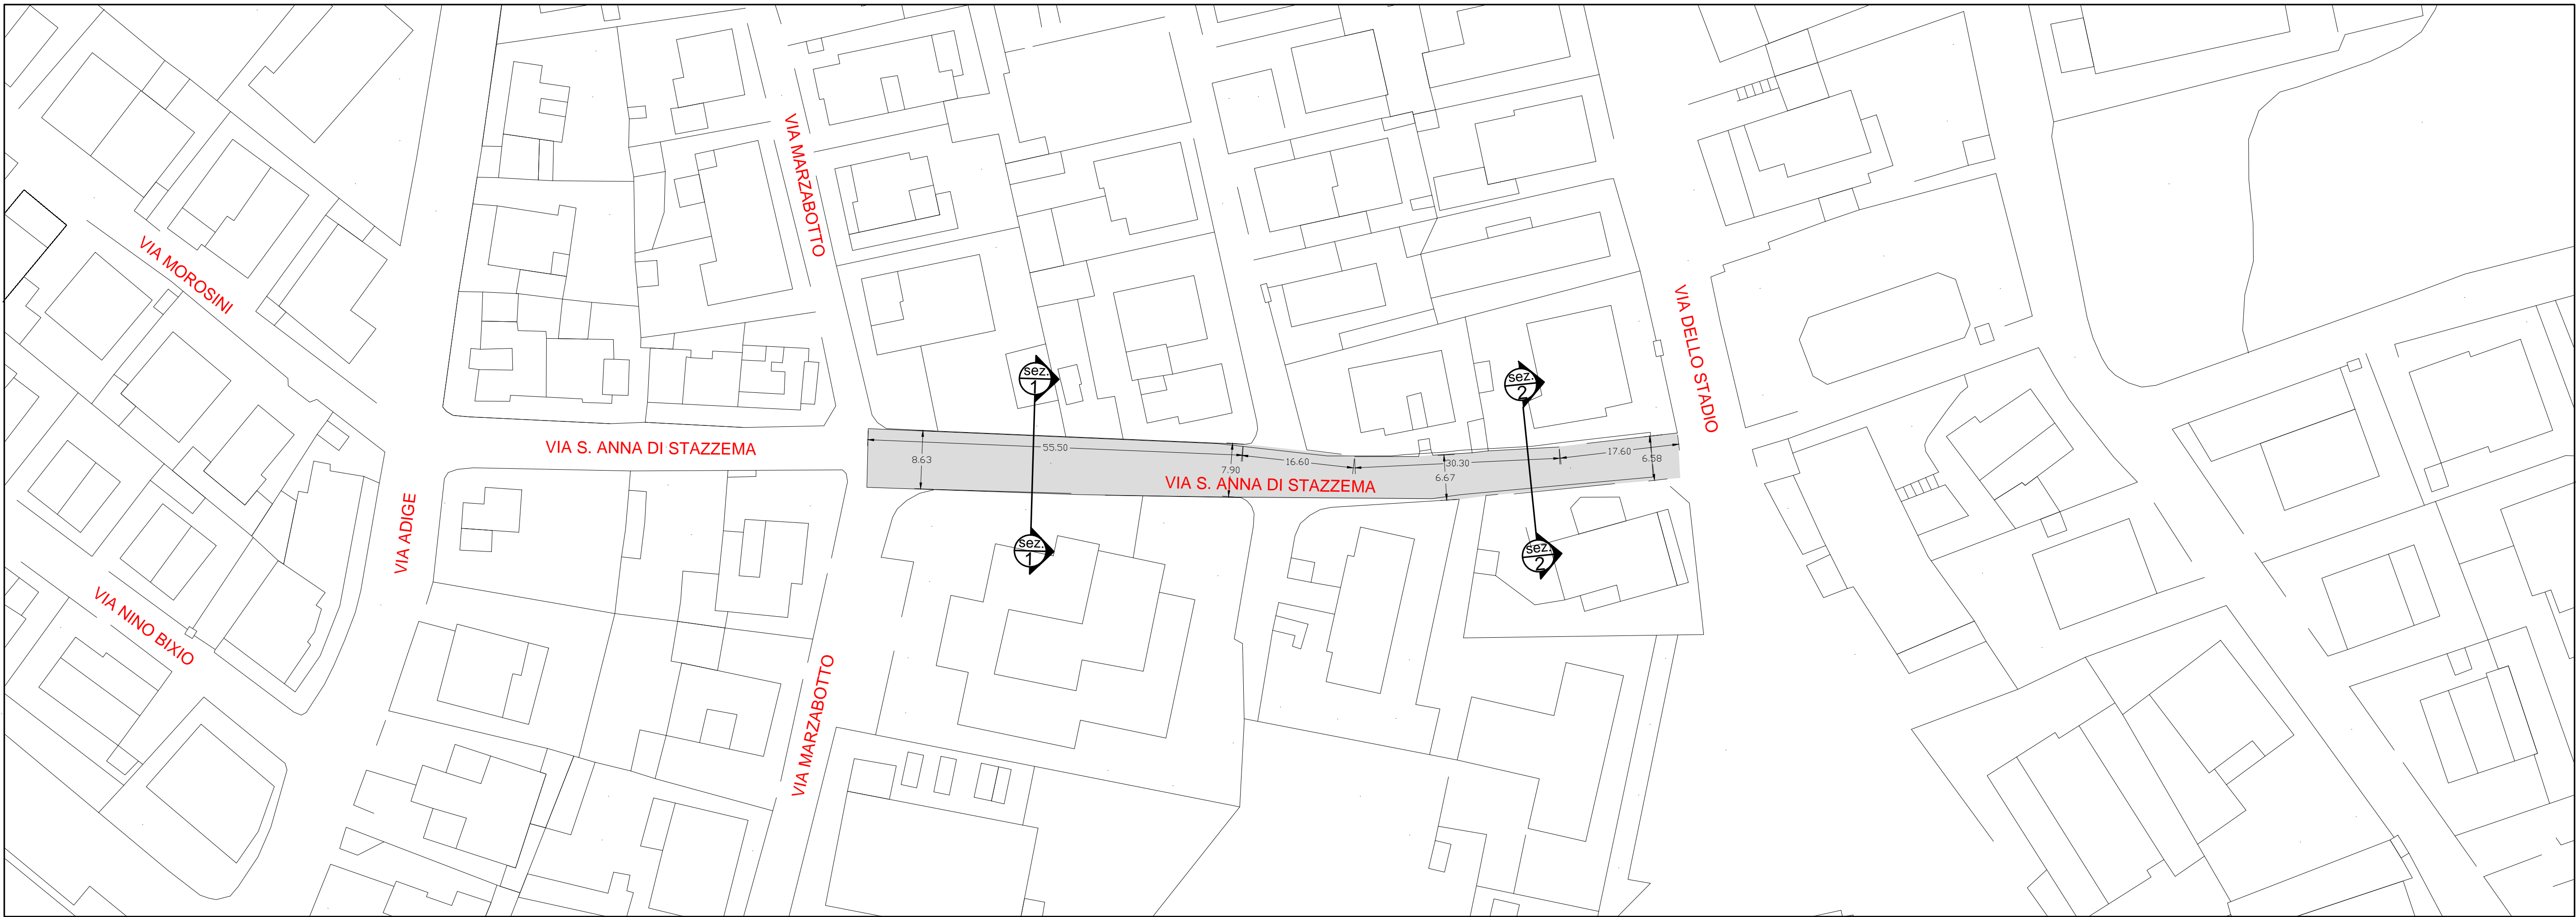 VIA MARZABOTTO
VIA MOROSINI
VIA DELLO STADIO
sez.
1
sez.
2
VIA S. ANNA DI STAZZEMA
55.50
8.63
7.90
16.60
30.30
17.60
6.58
6.67
VIA S. ANNA DI STAZZEMA
VIA ADIGE
sez.
1
sez.
2
VIA NINO BIXIO
VIA MARZABOTTO